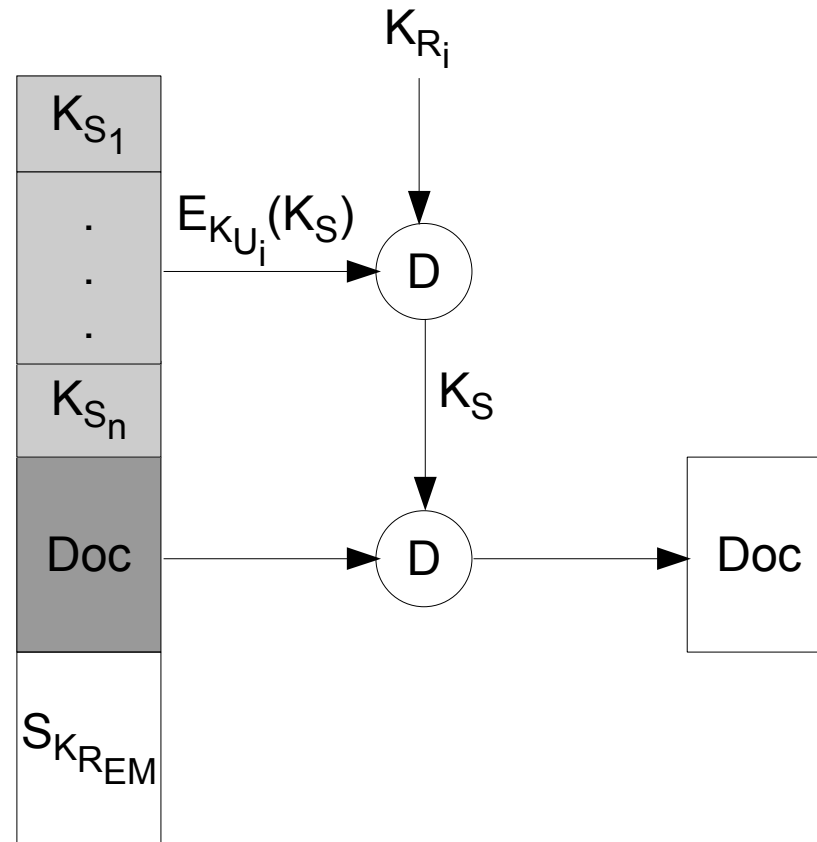 K_{R_i}
K_{S_1}
.
.
.
E_{K_{U_i}}(K_S)
D
K_S
K_{S_n}
Doc
D
Doc
S_{K_{R_{EM}}}